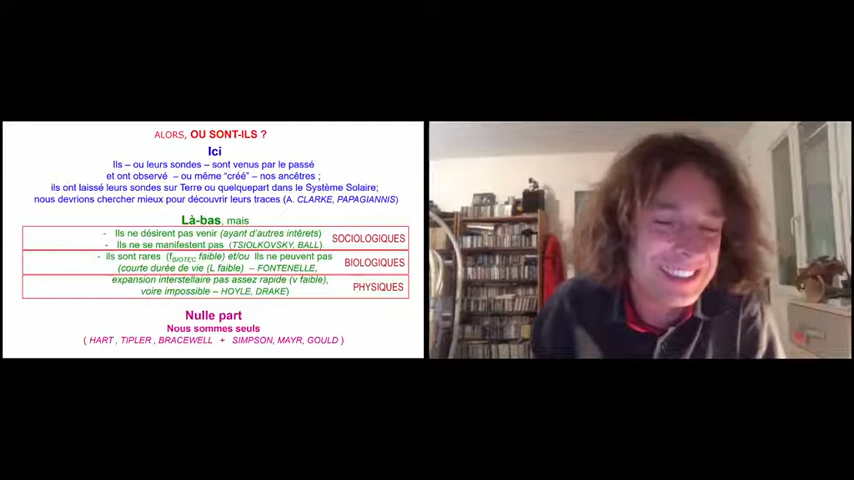 ALORS, OU SONT-ILS ?
Ici
Ils – ou leurs sondes – sont venus par le passé
et ont observé – ou même “créé” – nos ancêtres ;
ils ont laissé leurs sondes sur Terre ou quelquepart dans le Système Solaire;
nous devrions chercher mieux pour découvrir leurs traces (A. CLARKE, PAPAGIANNIS)
Là-bas, mais
- Ils ne désirent pas venir (ayant d’autres intérets)
- Ils ne se manifestent pas (TSIOLKOVSKY, BALL)
SOCIOLOGIQUES
- ils sont rares (fBIOTEC faible) et/ou Ils ne peuvent pas
(courte durée de vie (L faible) – FONTENELLE,
BIOLOGIQUES
expansion interstellaire pas assez rapide (v faible),
voire impossible – HOYLE, DRAKE)
PHYSIQUES
Nulle part
Nous sommes seuls
( HART , TIPLER , BRACEWELL + SIMPSON, MAYR, GOULD )